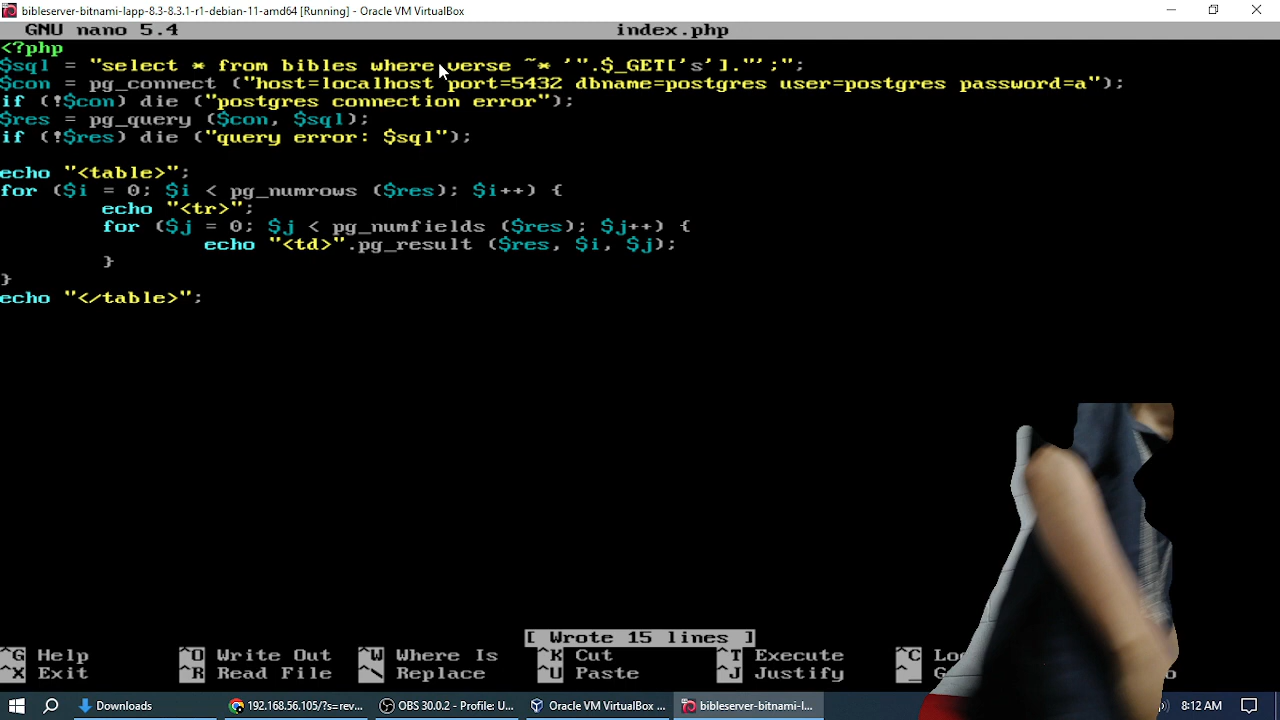 bibleserver-bitnami-lapp-8.3-8.3.1-r1-debian-11-amd64 [Running] - Oracle VM VirtualBox
GNU nano 5.4 index.php
<?php
$sql = "select * from bibles where verse ~* '".$_GET['s']."';";
$con = pg_connect ("host=localhost port=5432 dbname=postgres user=postgres password=a");
if (!$con) die ("postgres connection error");
$res = pg_query ($con, $sql);
if (!$res) die ("query error: $sql");
echo "<table>";
for ($i = 0; $i < pg_numrows ($res); $i++) {
echo "<tr>";
for ($j = 0; $j < pg_numfields ($res); $j++) {
echo "<td>".pg_result ($res, $i, $j);
}
}
echo "</table>";
[ Wrote 15 lines ]
^G Help ^O Write Out ^W Where Is ^K Cut ^T Execute ^C
^X Exit ^R Read File ^\ Replace ^U Paste ^J Justify ^_
Downloads 192.168.56.105/?s=rev... OBS 30.0.2 - Profile: U... Oracle VM VirtualBox ... bibleserver-bitnami-l... 8:12 AM